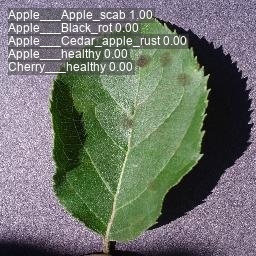 Apple___Apple_scab 1.00
Apple___Black_rot 0.00
Apple___Cedar_apple_rust 0.00
Apple___healthy 0.00
Cherry___healthy 0.00